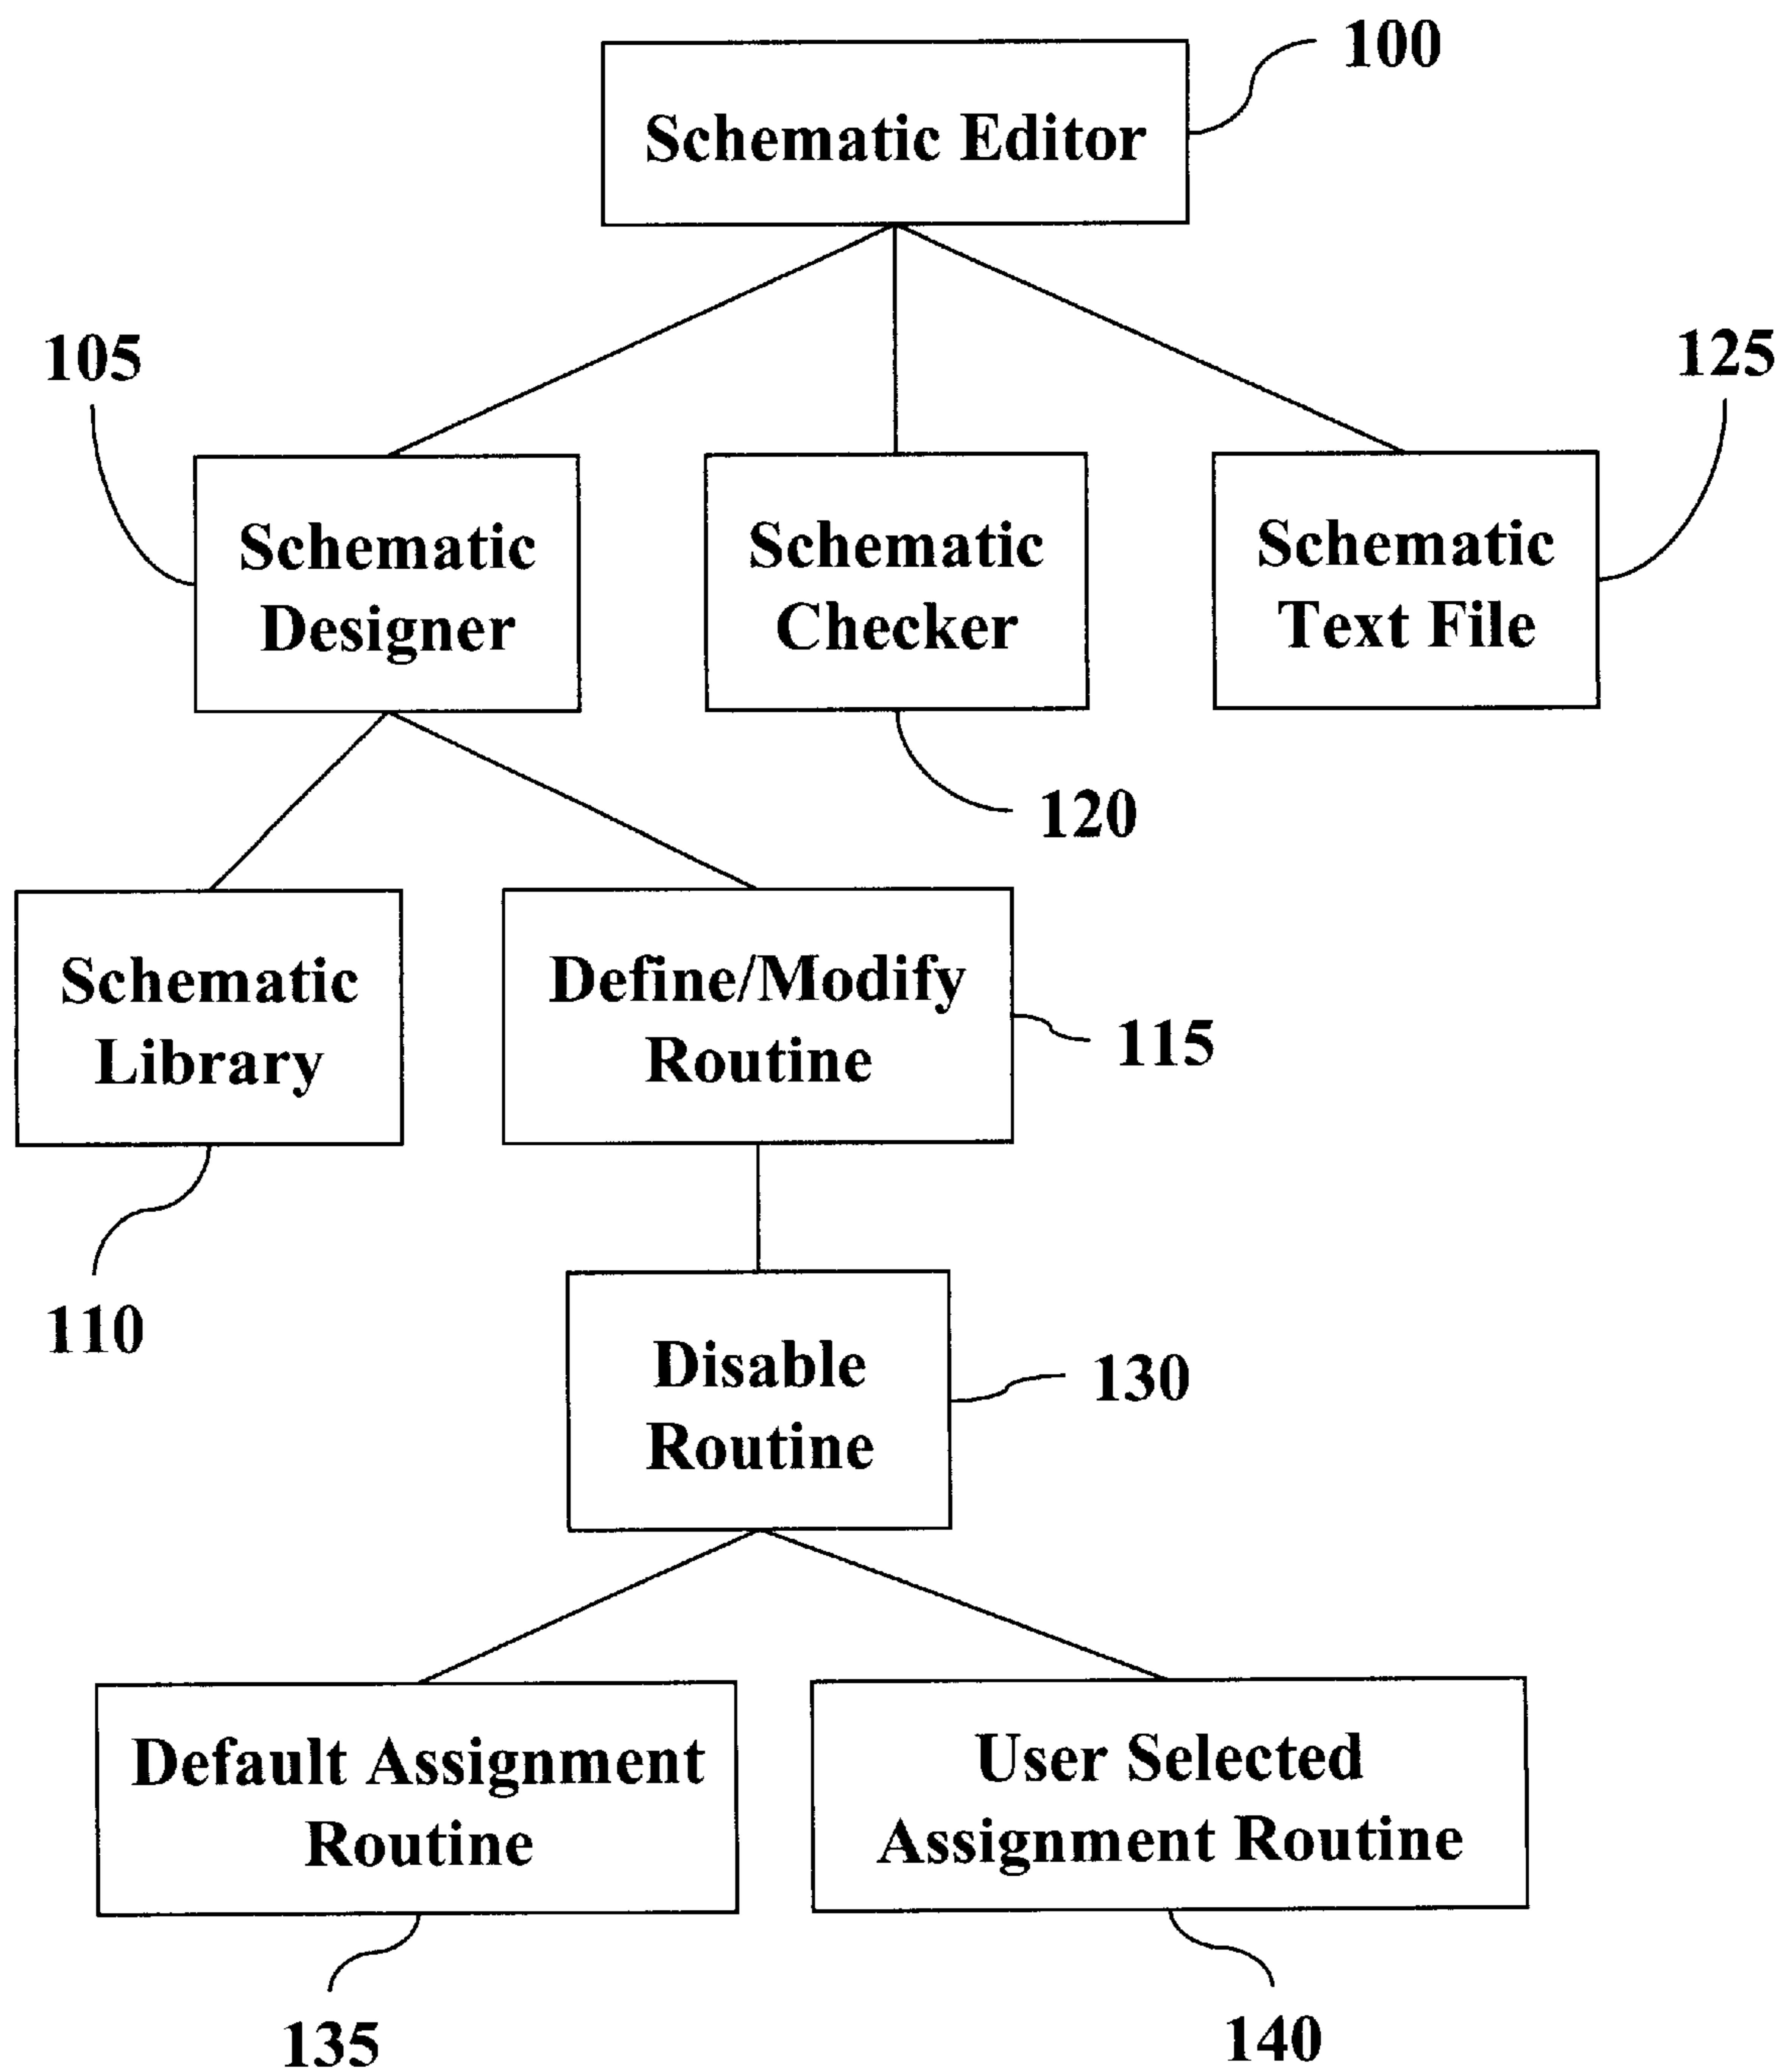 100
Schematic Editor
105
125
Schematic
Designer
Schematic
Checker
Schematic
Text File
120
Schematic
Library
Define/Modify
Routine
115
110
Disable
Routine
130
Default Assignment
Routine
User Selected
Assignment Routine
135
140